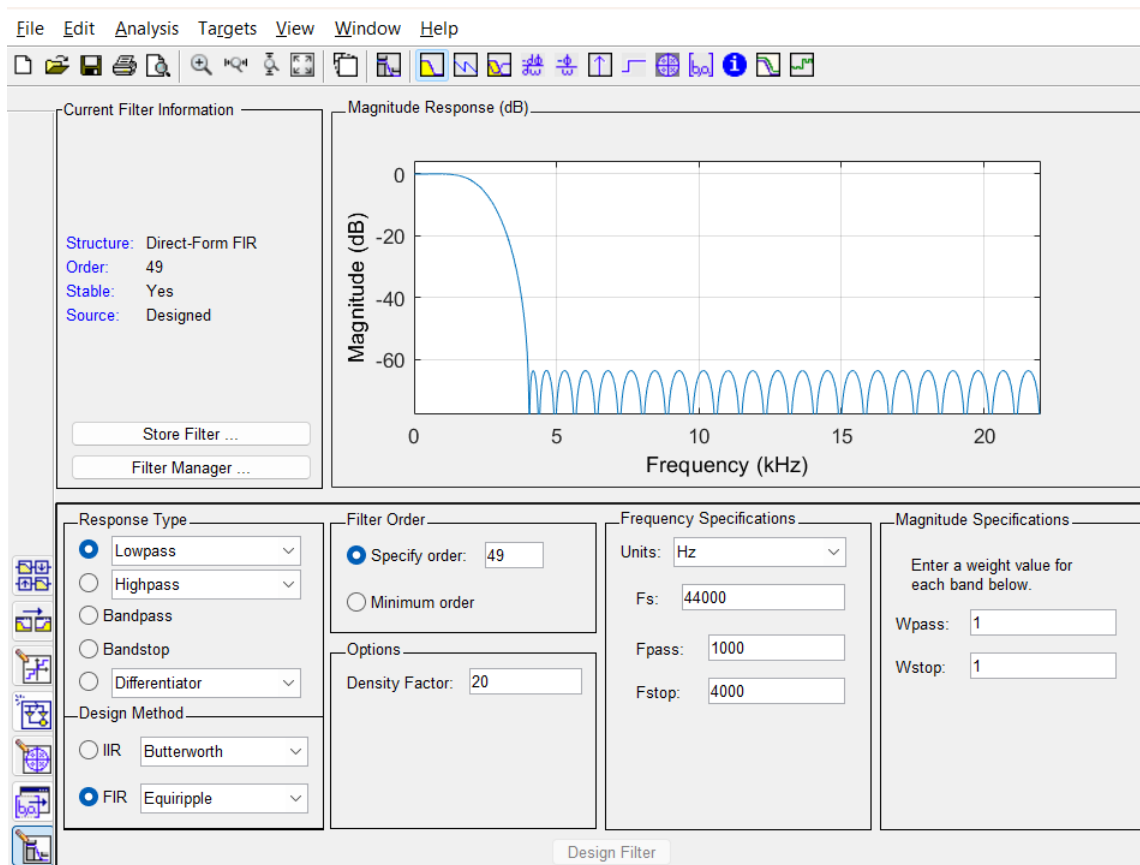 File Edit Analysis Targets View Window Help
[b,a]
Current Filter Information
Structure: Direct-Form FIR
Order: 49
Stable: Yes
Source: Designed
Store Filter ...
Filter Manager ...
Magnitude Response (dB)
Magnitude (dB)
0
-20
-40
-60
0 5 10 15 20
Frequency (kHz)
Response Type
Lowpass
Highpass
Bandpass
Bandstop
Differentiator
Design Method
IIR Butterworth
FIR Equiripple
Filter Order
Specify order: 49
Minimum order
Options
Density Factor: 20
Frequency Specifications
Units: Hz
Fs: 44000
Fpass: 1000
Fstop: 4000
Magnitude Specifications
Enter a weight value for
each band below.
Wpass: 1
Wstop: 1
[b,a]
Design Filter